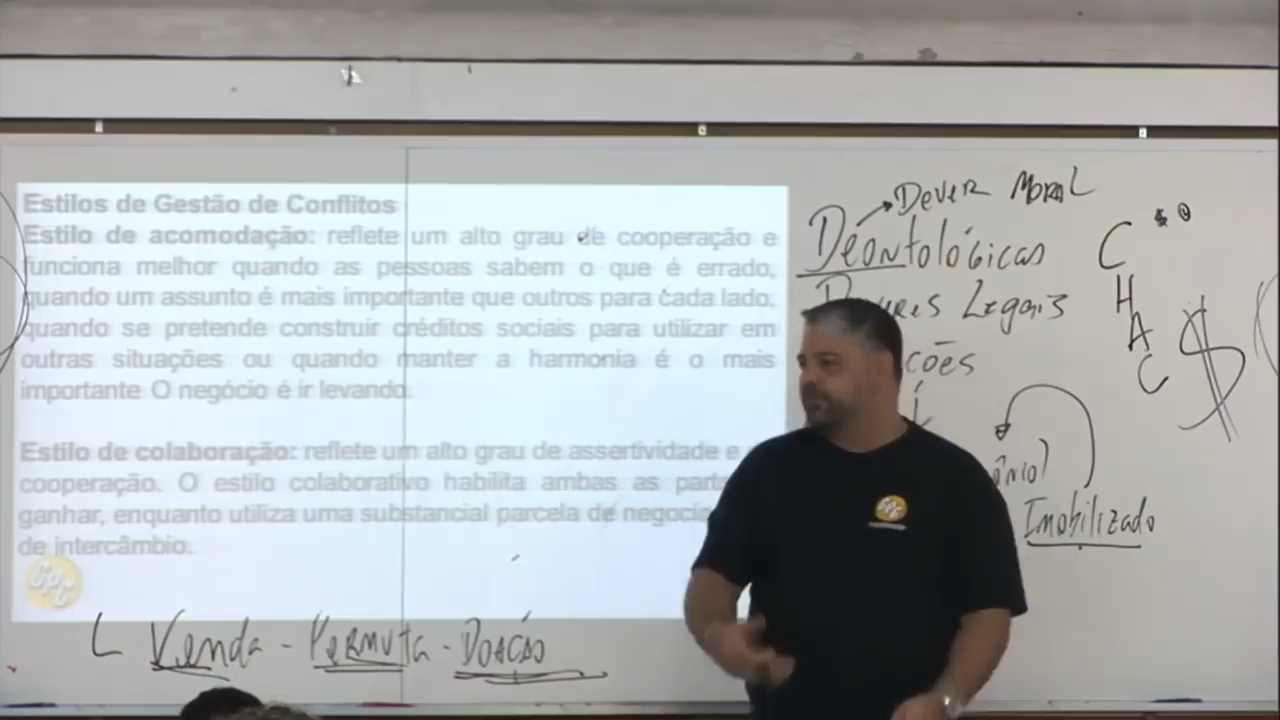 Estilos de Gestão de Conflitos
Estilo de acomodação: reflete um alto grau de cooperação e
funciona melhor quando as pessoas sabem o que é errado,
quando um assunto é mais importante que outros para cada lado,
quando se pretende construir créditos sociais para utilizar em
outras situações ou quando manter a harmonia é o mais
importante O negócio é ir levando.
Estilo de colaboração: reflete um alto grau de assertividade e
cooperação. O estilo colaborativo habilita ambas as
ganhar, enquanto utiliza uma substancial parcela de
de intercâmbio.
GPC
Venda - Permuta - Doação
Dever Moral
Deontológicas
Legais
Imobilizado
C
H
A
C
$